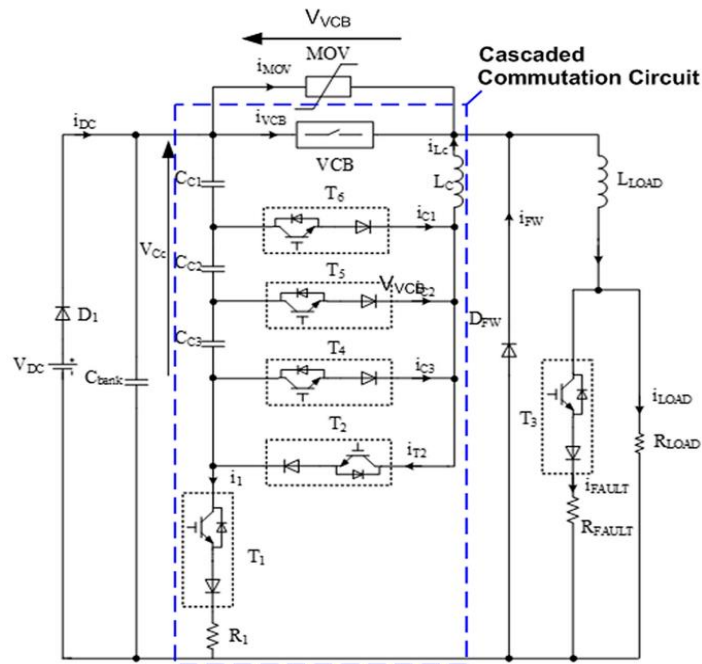 VVCB
MOV
iMOV
Cascaded
Commutation Circuit
iDC
iVCB
VCB
iLc
LC
CC1
T6
iC1
LLOAD
iFW
VCc
CC2
T5
VVCB
iC2
DFW
D1
CC3
T4
iC3
VDC
Cbank
T2
iT2
T3
iLOAD
RLOAD
i1
T1
iFAULT
RFAULT
R1